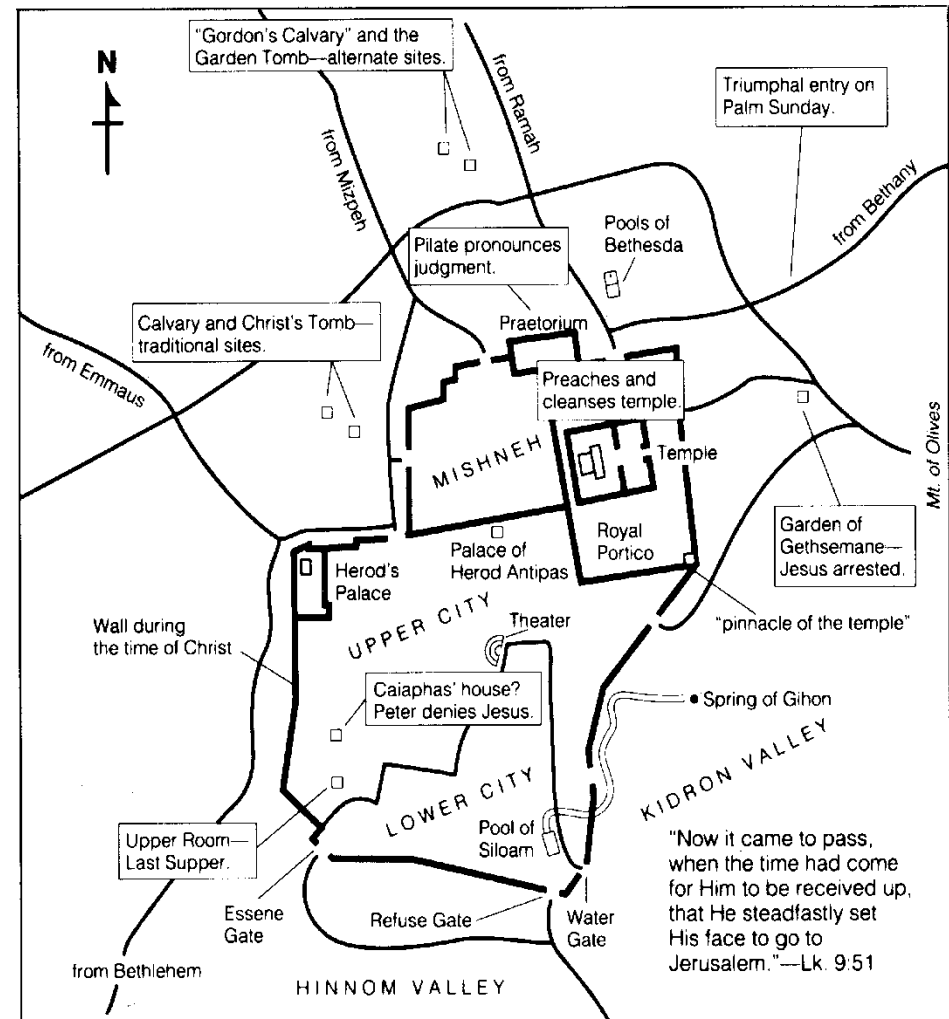 "Gordon's Calvary" and the
Garden Tomb—alternate sites.
N
from Mizpeh
from Ramah
Triumphal entry on
Palm Sunday.
from Bethany
Pools of
Bethesda
Pilate pronounces
judgment.
Praetorium
Calvary and Christ's Tomb—
traditional sites.
from Emmaus
Preaches and
cleanses temple.
MISHNEH
Temple
Mt. of Olives
Royal
Portico
Garden of
Gethsemane—
Jesus arrested.
Palace of
Herod Antipas
Herod's
Palace
UPPER CITY
Theater
"pinnacle of the temple"
Wall during
the time of Christ
Caiaphas' house?
Peter denies Jesus.
Spring of Gihon
KIDRON VALLEY
LOWER CITY
Pool of
Siloam
Upper Room—
Last Supper.
Essene
Gate
Refuse Gate
Water
Gate
"Now it came to pass,
when the time had come
for Him to be received up,
that He steadfastly set
His face to go to
Jerusalem."—Lk. 9:51
from Bethlehem
HINNOM VALLEY